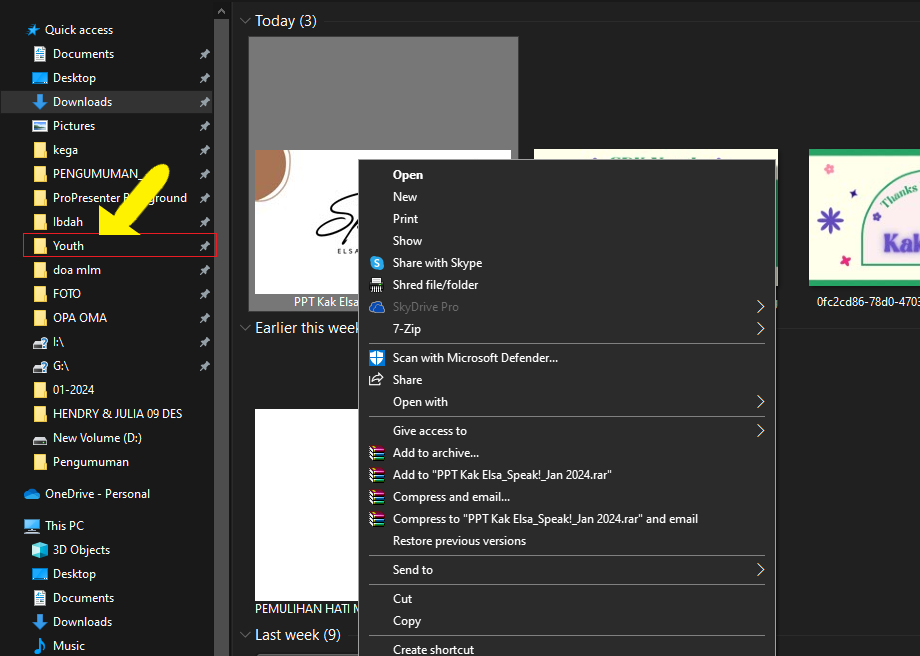 Quick access
Documents
Desktop
Downloads
Pictures
kega
PENGUMUMAN_
ProPresenter
Ibdah
Youth
doa mlm
FOTO
OPA OMA
I:\
G:\
01-2024
HENDRY & JULIA 09 DES
New Volume (D:)
Pengumuman
OneDrive - Personal
This PC
3D Objects
Desktop
Documents
Downloads
Music
Today (3)
ELSA
PPT Kak Elsa
Thanks
Kak
0fc2cd86-78d0-4703
Earlier this week
PEMULIHAN HATI
Last week (9)
Open
New
Print
Show
Share with Skype
Shred file/folder
SkyDrive Pro
7-Zip
Scan with Microsoft Defender...
Share
Open with
Give access to
Add to archive...
Add to "PPT Kak Elsa_Speak!_Jan 2024.rar"
Compress and email...
Compress to "PPT Kak Elsa_Speak!_Jan 2024.rar" and email
Restore previous versions
Send to
Cut
Copy
Create shortcut